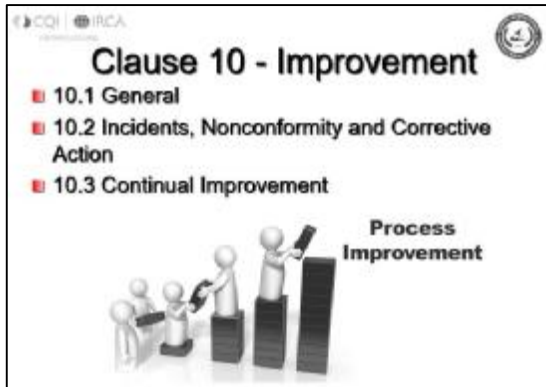 CQI IRCA
Clause 10 - Improvement
10.1 General
10.2 Incidents, Nonconformity and Corrective
Action
10.3 Continual Improvement
Process
Improvement